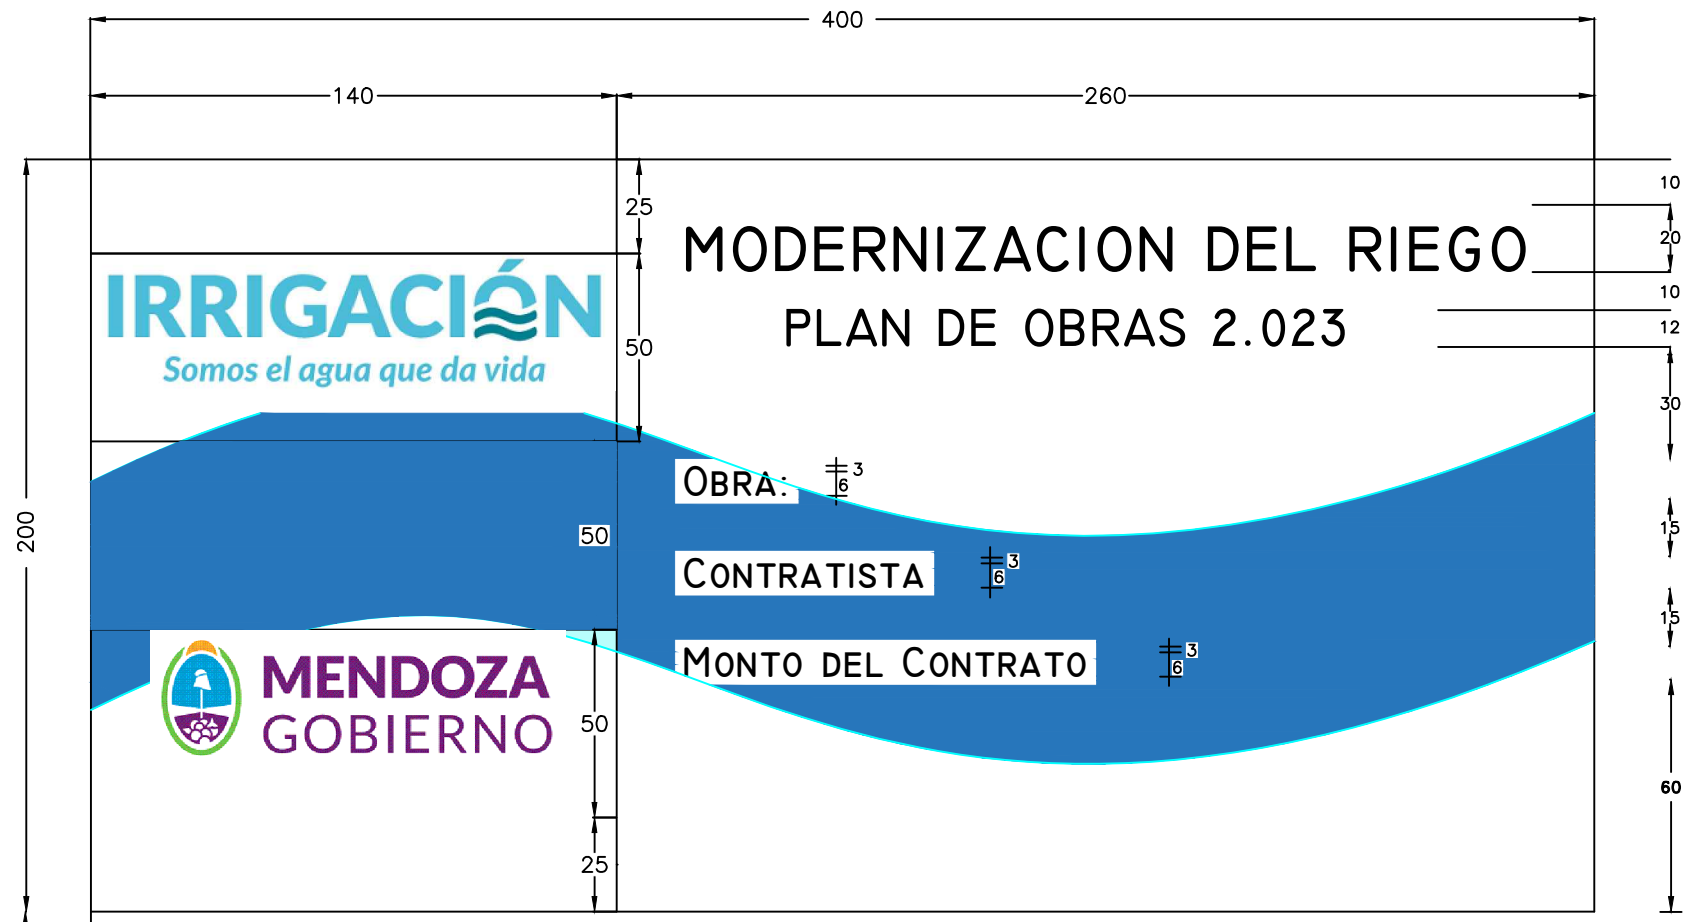 400
140
260
10
25
20
MODERNIZACION DEL RIEGO
10
IRRIGACIÓN
PLAN DE OBRAS 2.023
12
50
Somos el agua que da vida
30
OBRA:
3
6
15
200
50
CONTRATISTA
3
6
15
MONTO DEL CONTRATO
3
6
MENDOZA
GOBIERNO
50
60
25